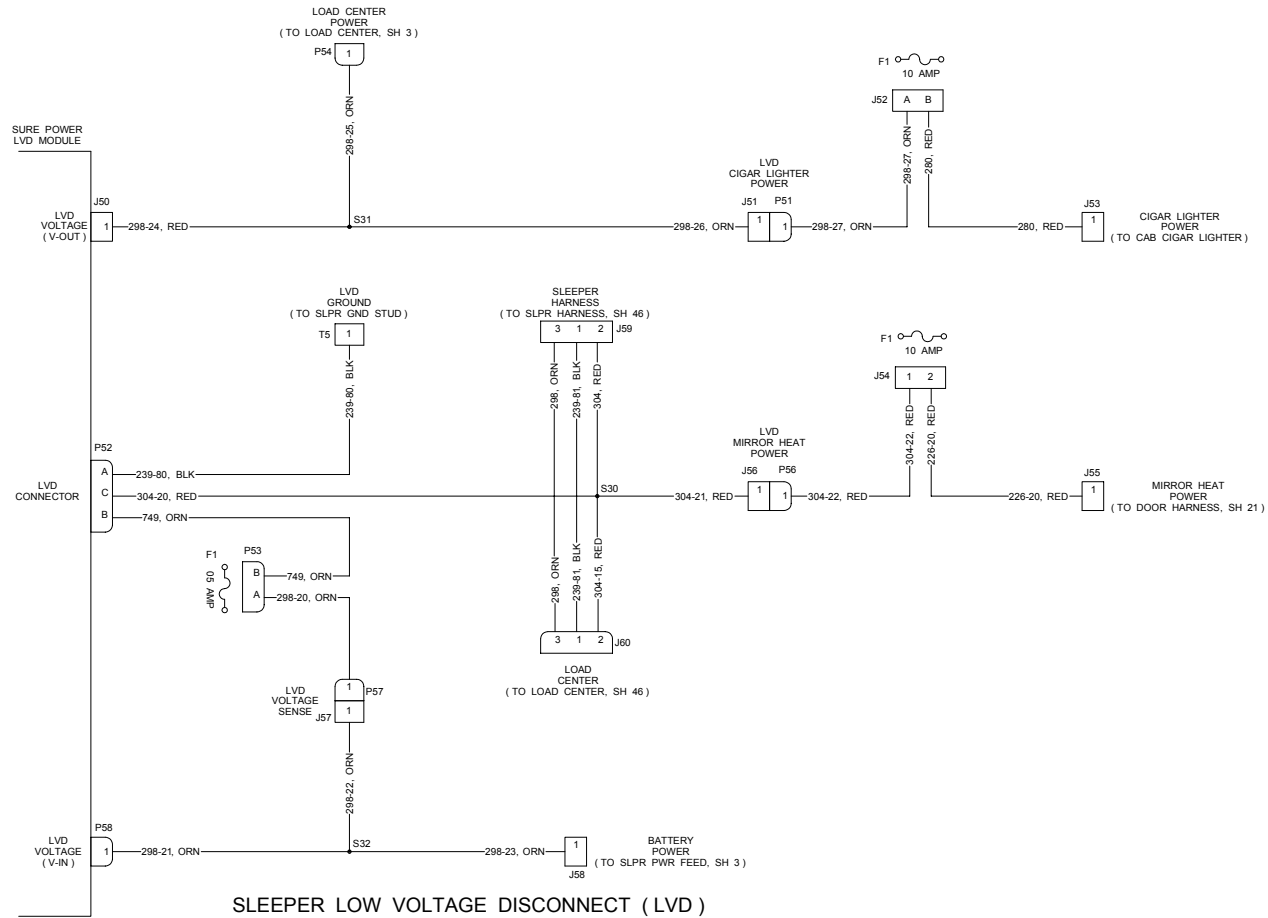 LOAD CENTER
POWER
( TO LOAD CENTER, SH 3 )
P54
1
298-25, ORN
F1
10 AMP
J52
A B
298-27, ORN
280, RED
SURE POWER
LVD MODULE
LVD
VOLTAGE
( V-OUT )
J50
1
298-24, RED
S31
298-26, ORN
LVD
CIGAR LIGHTER
POWER
J51 P51
1 1
298-27, ORN
280, RED
J53
1
CIGAR LIGHTER
POWER
( TO CAB CIGAR LIGHTER )
LVD
GROUND
( TO SLPR GND STUD )
T5
1
239-80, BLK
SLEEPER
HARNESS
( TO SLPR HARNESS, SH 46 )
3 1 2
J59
298, ORN
239-81, BLK
304, RED
F1
10 AMP
J54
1 2
304-22, RED
226-20, RED
LVD
CONNECTOR
P52
A
239-80, BLK
C
304-20, RED
B
749, ORN
S30
304-21, RED
LVD
MIRROR HEAT
POWER
J56 P56
1 1
304-22, RED
226-20, RED
J55
1
MIRROR HEAT
POWER
( TO DOOR HARNESS, SH 21 )
F1
05 AMP
P53
B
749, ORN
A
298-20, ORN
298, ORN
239-81, BLK
304-15, RED
3 1 2
J60
LOAD
CENTER
( TO LOAD CENTER, SH 46 )
LVD
VOLTAGE
SENSE
1
P57
J57
1
298-22, ORN
LVD
VOLTAGE
( V-IN )
P58
1
298-21, ORN
S32
298-23, ORN
1
J58
BATTERY
POWER
( TO SLPR PWR FEED, SH 3 )
SLEEPER LOW VOLTAGE DISCONNECT ( LVD )